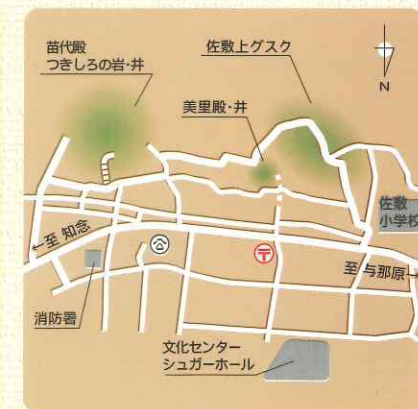 苗代殿
つきしろの岩・井
佐敷上グスク
美里殿・井
N
佐敷
小学校
←至 知念
至 与那原→
消防署
文化センター
シュガーホール